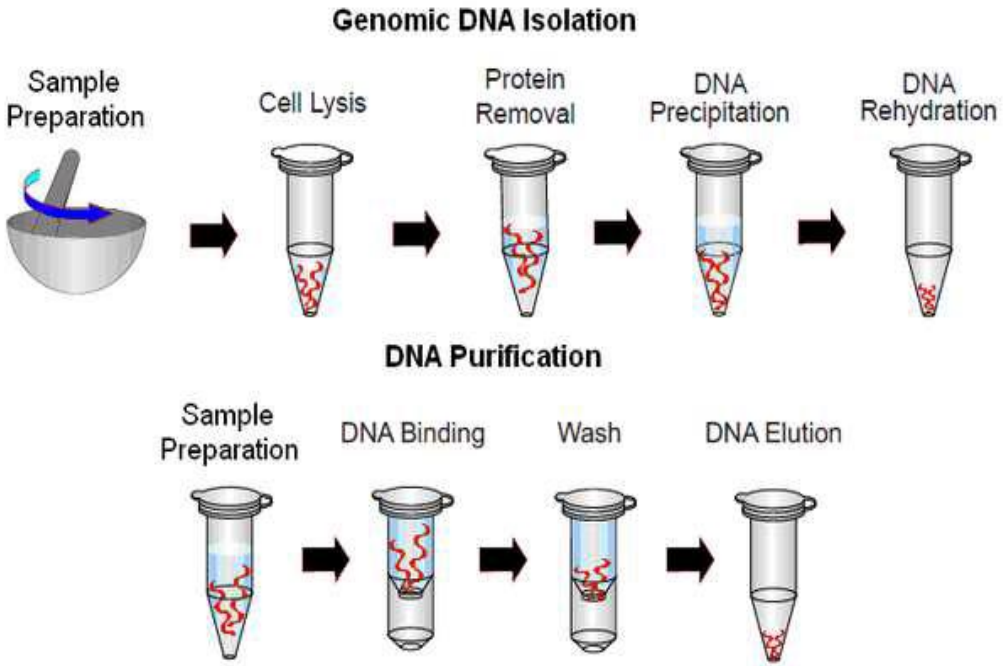 Genomic DNA Isolation
Sample
Preparation
Cell Lysis
Protein
Removal
DNA
Precipitation
DNA
Rehydration
DNA Purification
Sample
Preparation
DNA Binding
Wash
DNA Elution